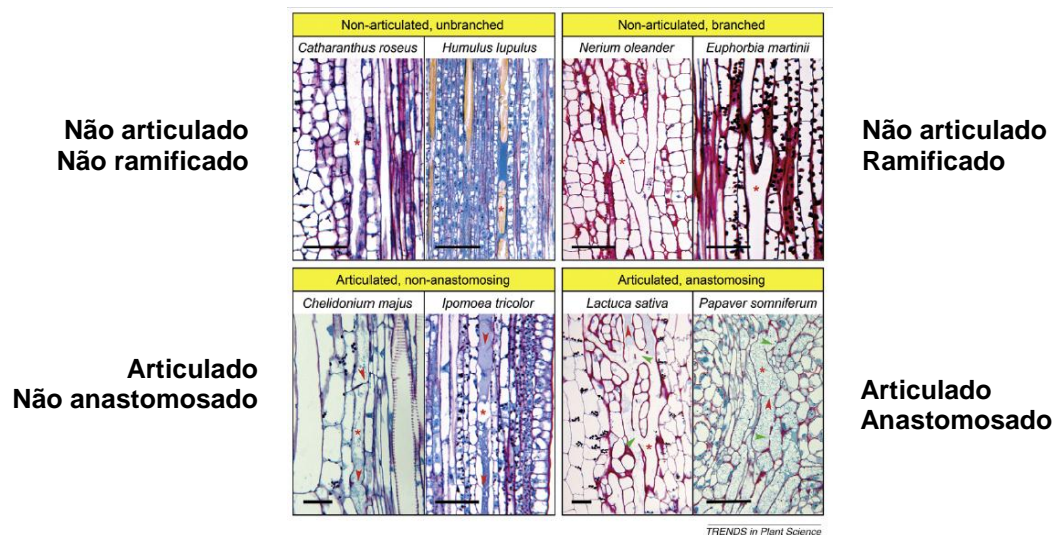 Non-articulated, unbranched
Non-articulated, branched
Catharanthus roseus
Humulus lupulus
Nerium oleander
Euphorbia martinii
Não articulado
Não ramificado
Não articulado
Ramificado
Articulated, non-anastomosing
Articulated, anastomosing
Chelidonium majus
Ipomoea tricolor
Lactuca sativa
Papaver somniferum
Articulado
Não anastomosado
Articulado
Anastomosado
TRENDS in Plant Science